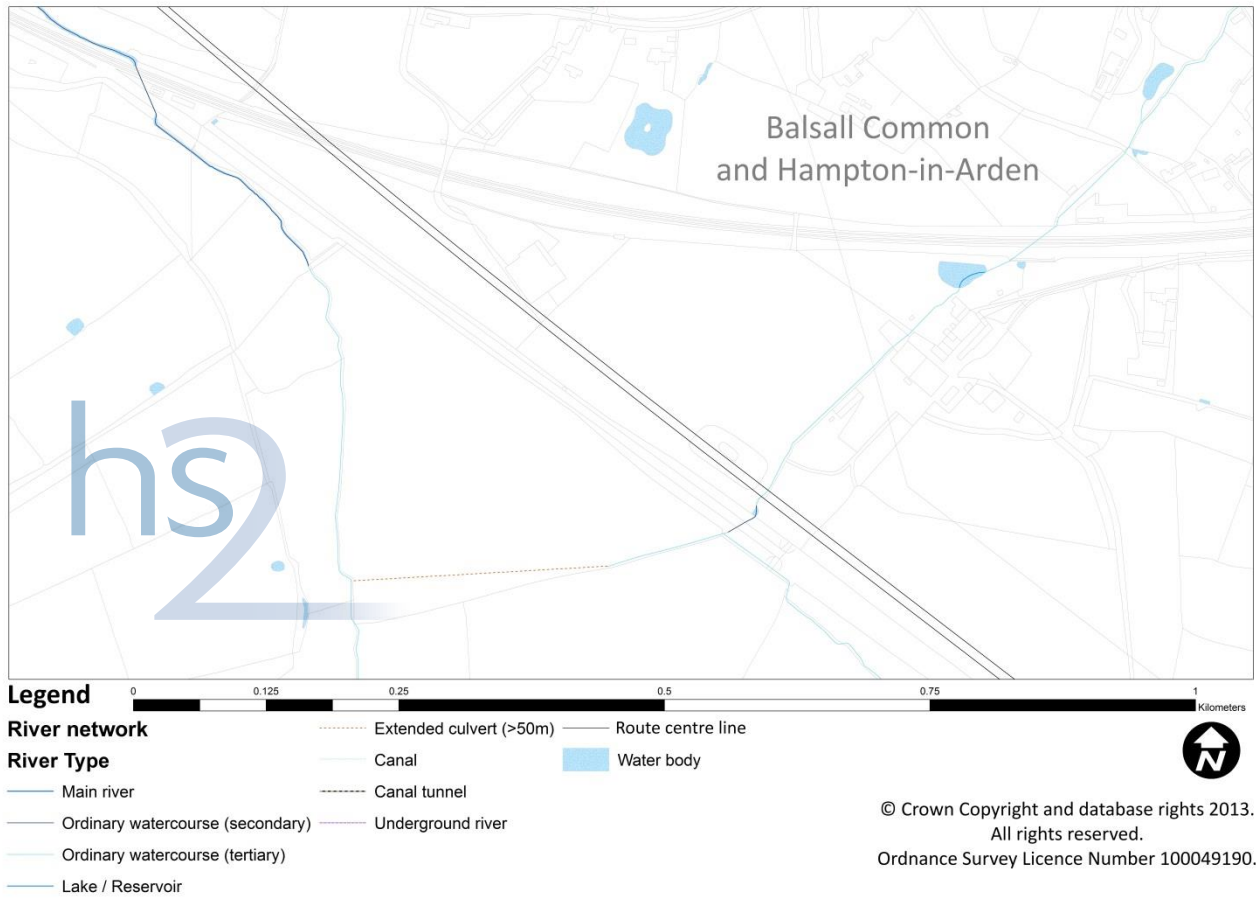 Balsall Common
and Hampton-in-Arden
hs2
Legend
0 0.125 0.25 0.5 0.75 1
Kilometers
River network
River Type
Main river
Ordinary watercourse (secondary)
Ordinary watercourse (tertiary)
Lake / Reservoir
Extended culvert (>50m)
Canal
Canal tunnel
Underground river
Route centre line
Water body
N
© Crown Copyright and database rights 2013.
All rights reserved.
Ordnance Survey Licence Number 100049190.